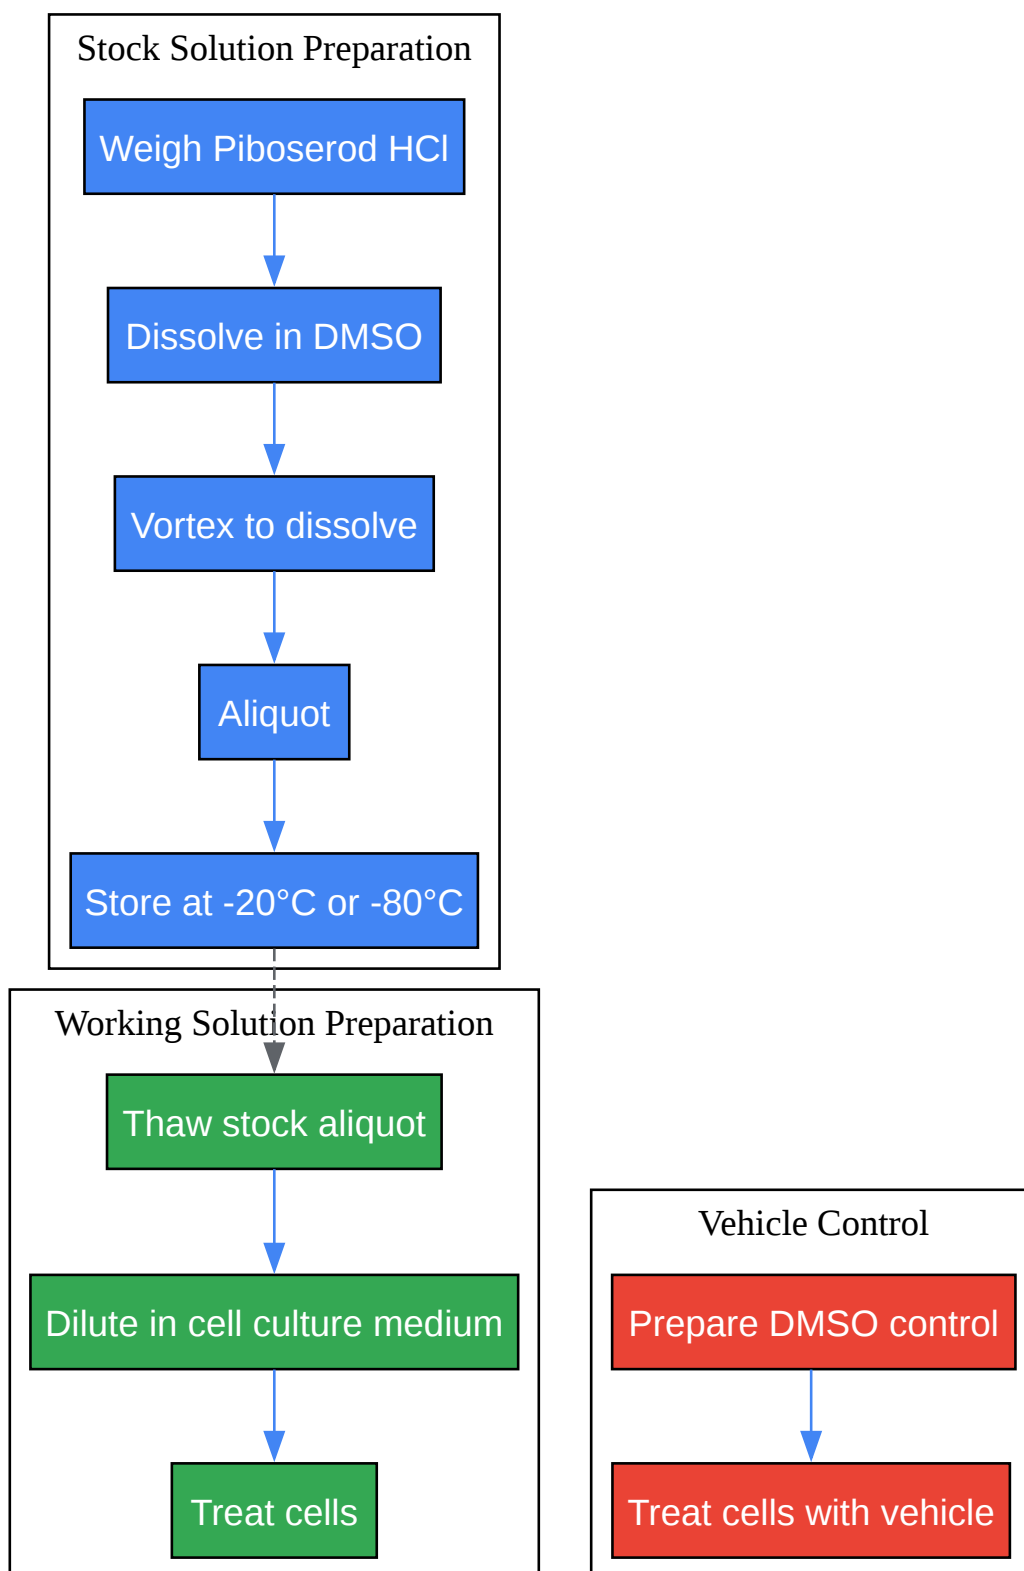 Stock Solution Preparation
Weigh Piboserod HCl
Dissolve in DMSO
Vortex to dissolve
Aliquot
Store at -20°C or -80°C
Working Solution Preparation
Thaw stock aliquot
Dilute in cell culture medium
Treat cells
Vehicle Control
Prepare DMSO control
Treat cells with vehicle